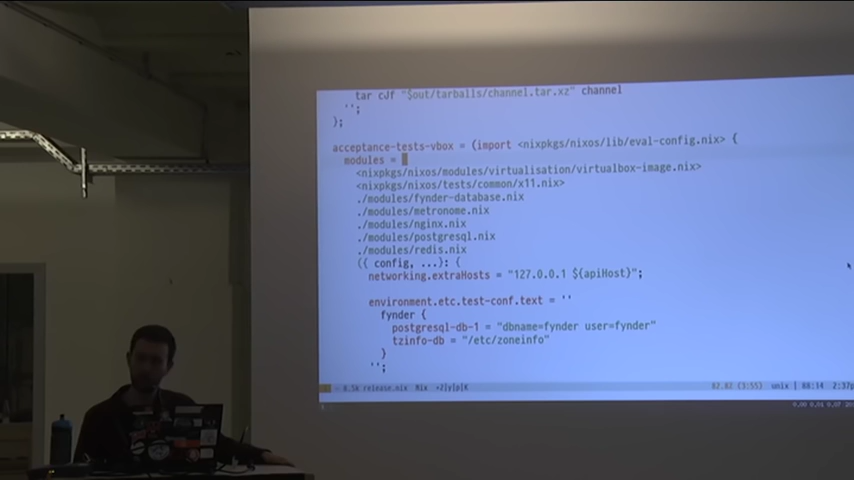 tar cJf "$out/tarballs/channel.tar.xz" channel
'';
};
acceptance-tests-vbox = (import <nixpkgs/nixos/lib/eval-config.nix> {
modules =
<nixpkgs/nixos/modules/virtualisation/virtualbox-image.nix>
<nixpkgs/nixos/tests/common/x11.nix>
./modules/fynder-database.nix
./modules/metronome.nix
./modules/nginx.nix
./modules/postgresql.nix
./modules/redis.nix
({ config, ...}: {
networking.extraHosts = "127.0.0.1 ${apiHost}";
environment.etc.test-conf.text = ''
fynder {
postgresql-db-1 = "dbname=fynder user=fynder"
tzinfo-db = "/etc/zoneinfo"
}
'';
release.nix Nix unix | 2:37p